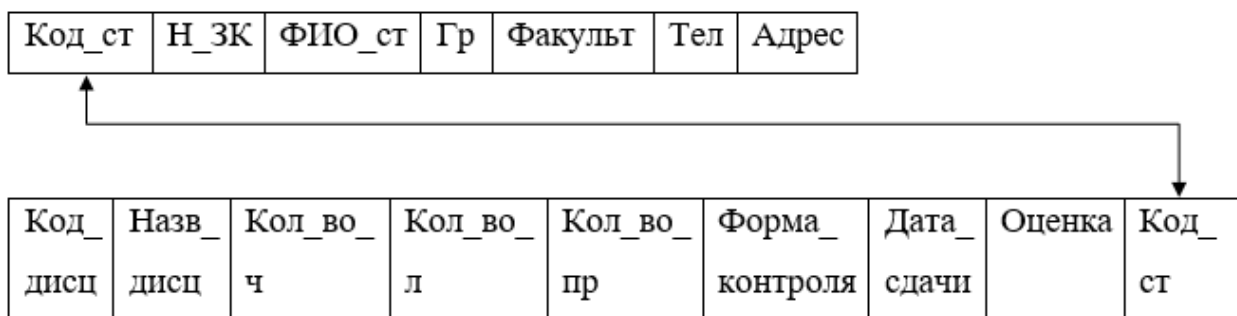 Код_ст Н_ЗК ФИО_ст Гр Факульт Тел Адрес
Код_ Назв_ Кол_во_ Кол_во_ Кол_во_ Форма_ Дата_ Оценка Код_
дисц дисц ч л пр контроля сдачи ст